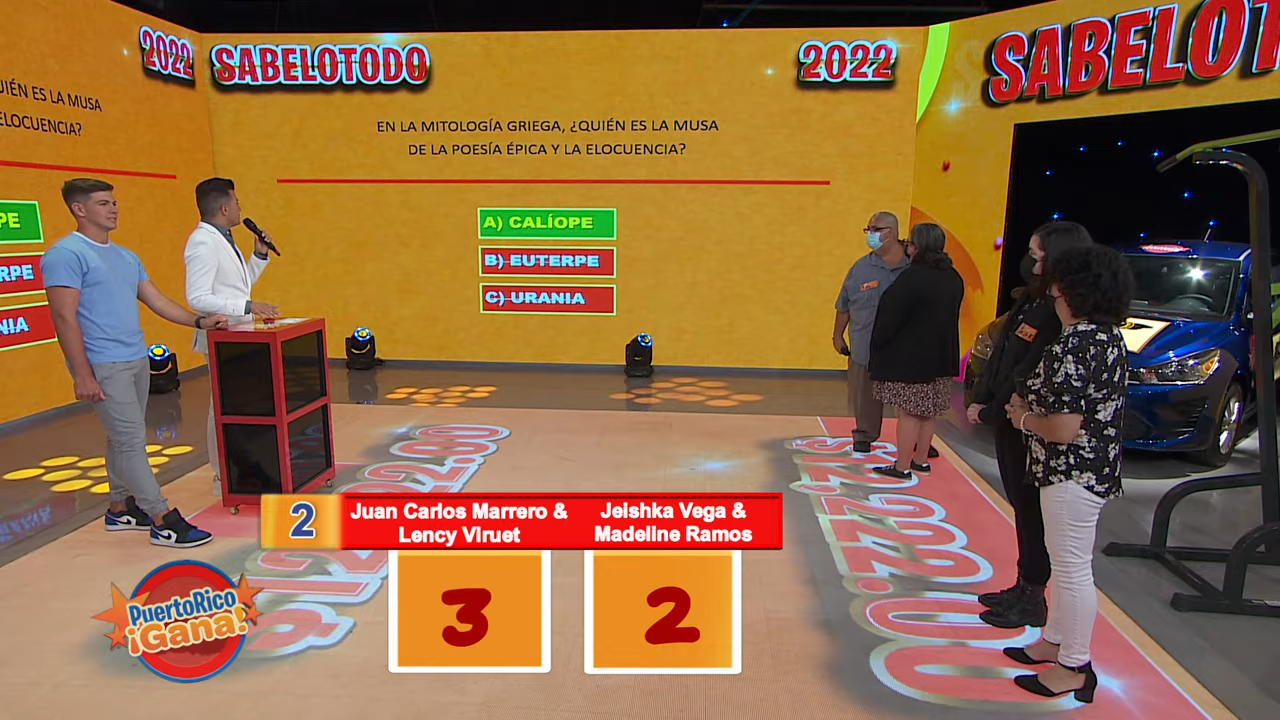 2022
SABELOTODO
2022
SABELOT
UIÉN ES LA MUSA
ELOCUENCIA?
EN LA MITOLOGÍA GRIEGA, ¿QUIÉN ES LA MUSA
DE LA POESÍA ÉPICA Y LA ELOCUENCIA?
PE
RPE
NIA
A) CALÍOPE
B) EUTERPE
C) URANIA
2
Juan Carlos Marrero &
Lency Viruet
Jeishka Vega &
Madeline Ramos
3
2
PuertoRico
¡Gana!